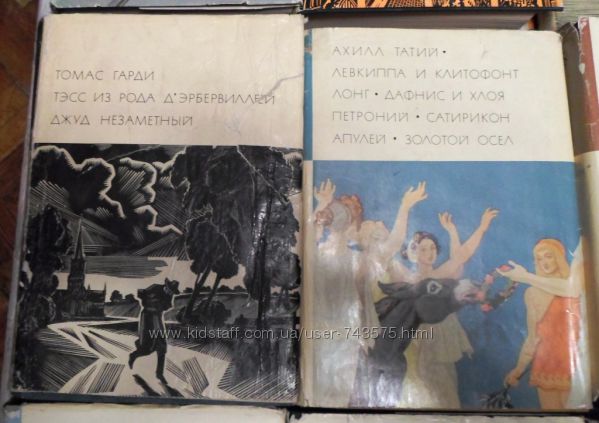 ТОМАС ГАРДИ
ТЭСС ИЗ РОДА Д'ЭРБЕРВИЛЛЕЙ
ДЖУД НЕЗАМЕТНЫЙ
АХИЛЛ ТАТИЙ •
ЛЕВКИППА И КЛИТОФОНТ
ЛОНГ • ДАФНИС И ХЛОЯ
ПЕТРОНИЙ • САТИРИКОН
АПУЛЕЙ • ЗОЛОТОЙ ОСЕЛ
www.kidstaff.com.ua/user-743575.html